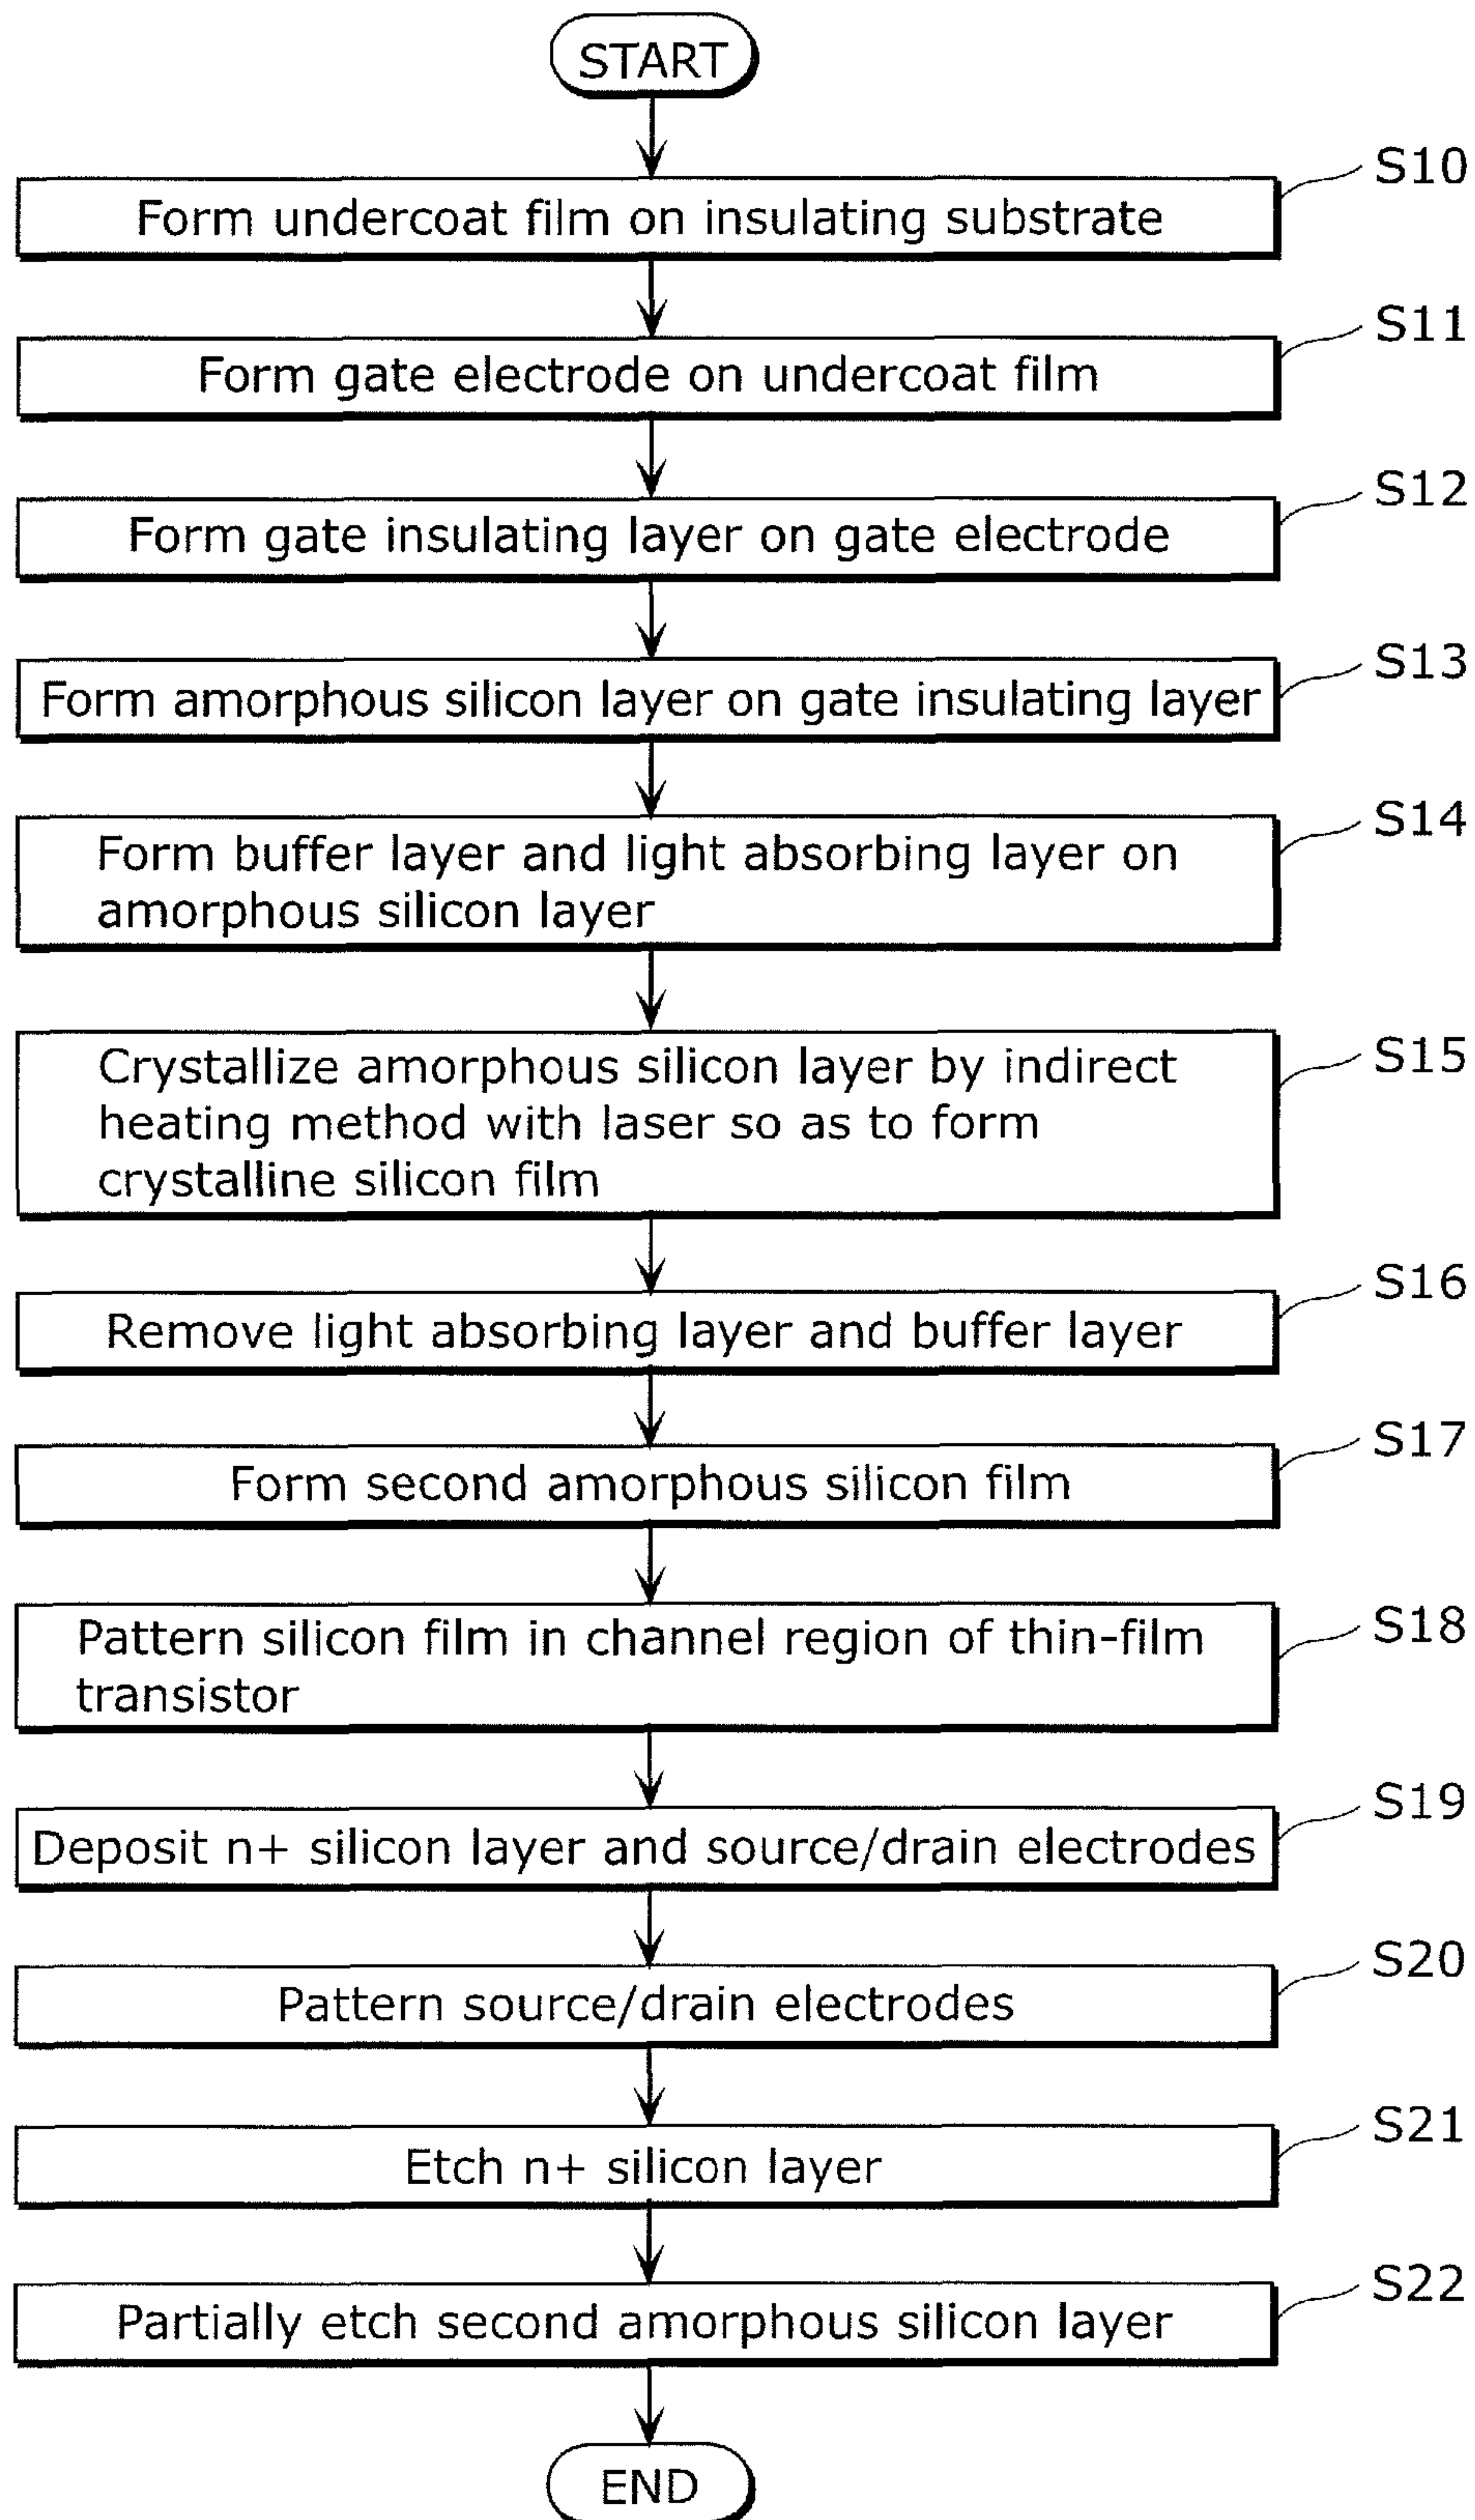 START
S10
Form undercoat film on insulating substrate
S11
Form gate electrode on undercoat film
S12
Form gate insulating layer on gate electrode
S13
Form amorphous silicon layer on gate insulating layer
S14
Form buffer layer and light absorbing layer on
amorphous silicon layer
S15
Crystallize amorphous silicon layer by indirect
heating method with laser so as to form
crystalline silicon film
S16
Remove light absorbing layer and buffer layer
S17
Form second amorphous silicon film
S18
Pattern silicon film in channel region of thin-film
transistor
S19
Deposit n+ silicon layer and source/drain electrodes
S20
Pattern source/drain electrodes
S21
Etch n+ silicon layer
S22
Partially etch second amorphous silicon layer
END